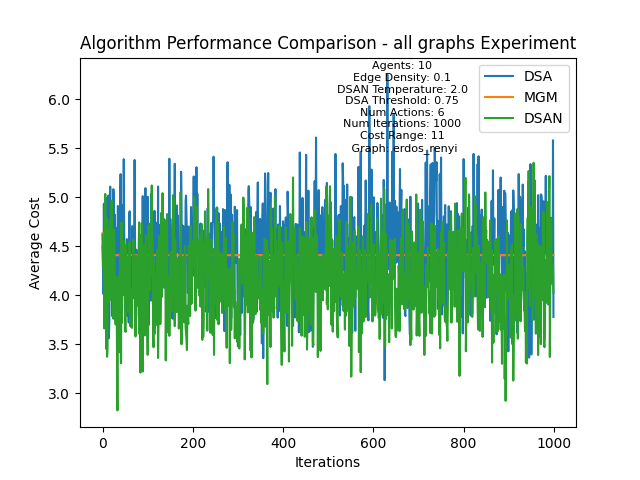 Algorithm Performance Comparison - all graphs Experiment
Agents: 10
Edge Density: 0.1
DSAN Temperature: 2.0
DSA Threshold: 0.75
Num Actions: 6
Num Iterations: 1000
Cost Range: 11
Graph: erdos_renyi
DSA
MGM
DSAN
Average Cost
6.0
5.5
5.0
4.5
4.0
3.5
3.0
0
200
400
600
800
1000
Iterations